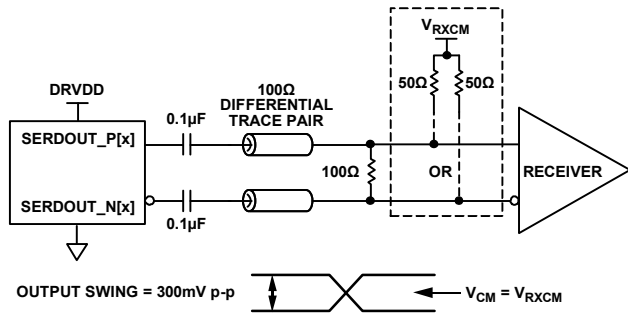 V_RXCM
DRVDD
100Ω
DIFFERENTIAL
TRACE PAIR
50Ω 50Ω
0.1µF
SERDOUT_P[x]
100Ω OR RECEIVER
SERDOUT_N[x]
0.1µF
OUTPUT SWING = 300mV p-p V_CM = V_RXCM